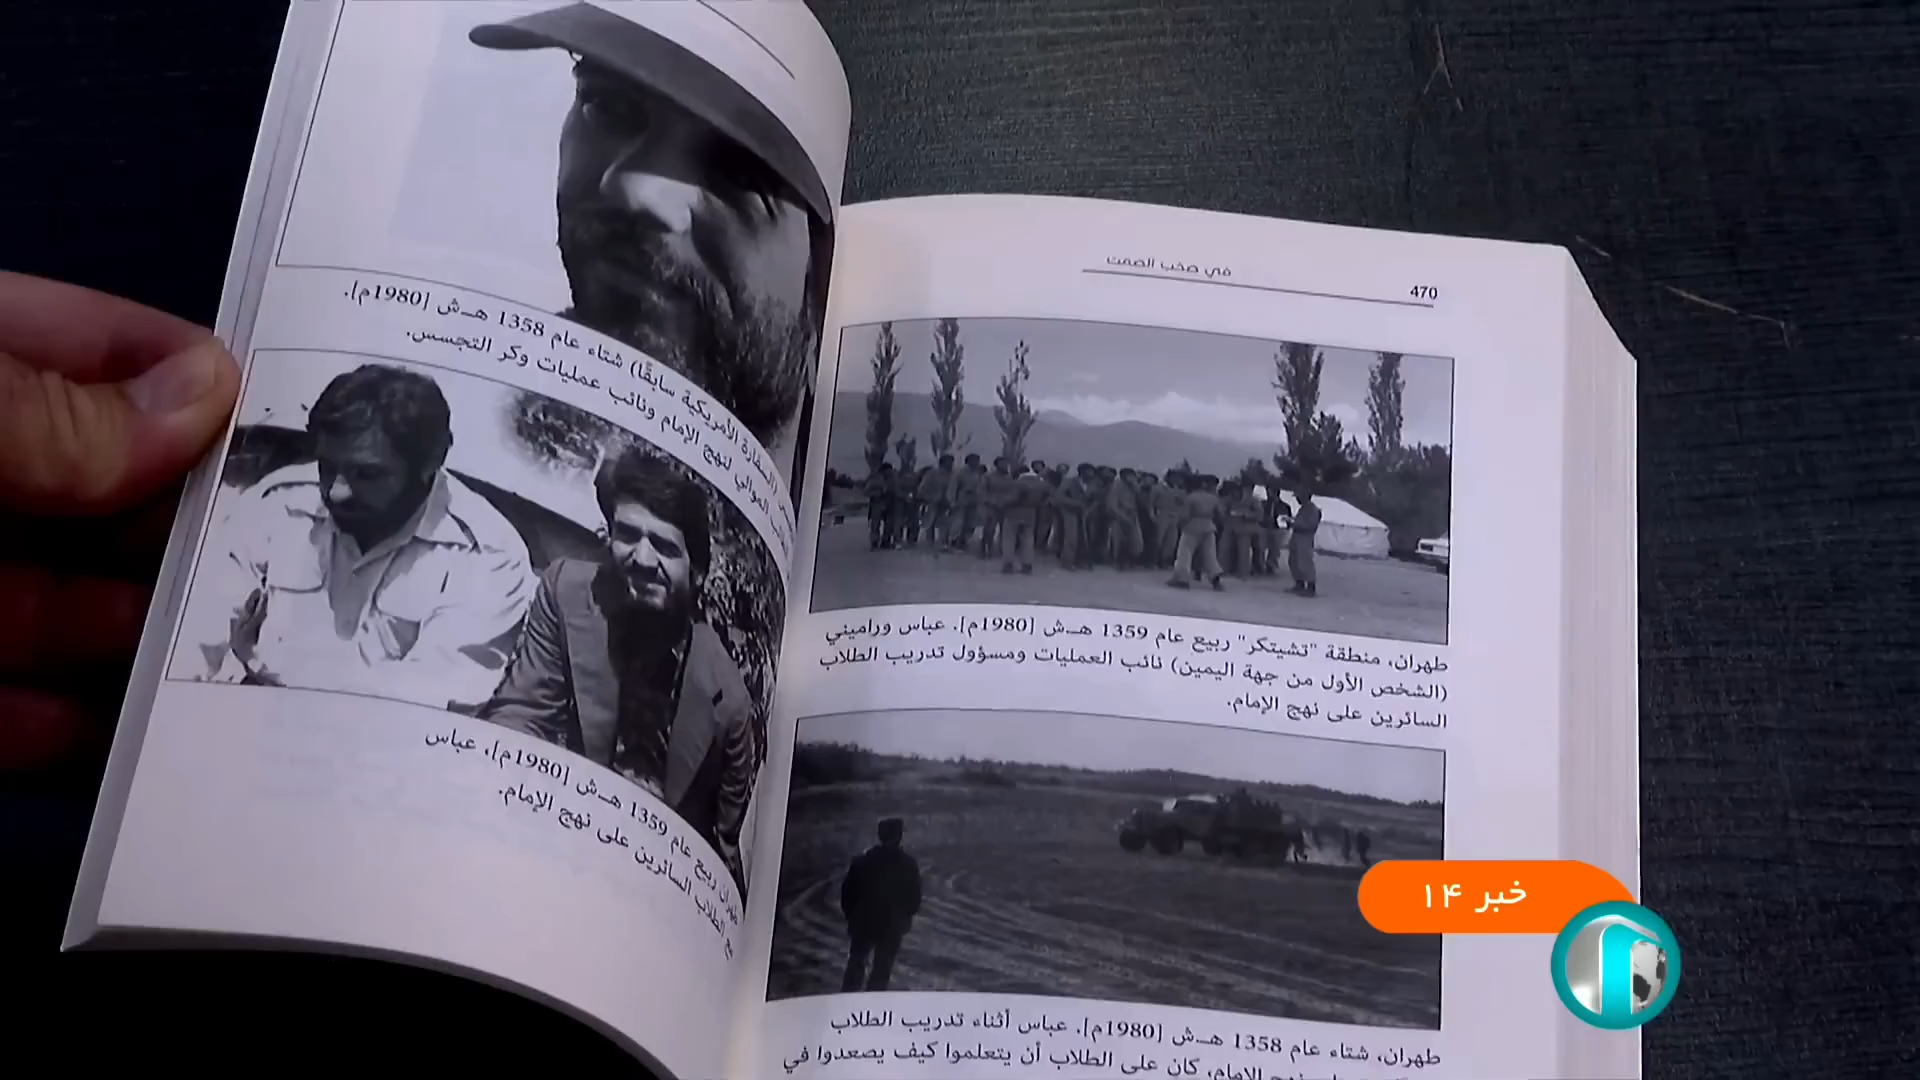 في صخب الصمت
470
طهران، منطقة "تشيتكر" ربيع عام 1359 هـ-ش [1980م]. عباس وراميني
(الشخص الأول من جهة اليمين) نائب العمليات ومسؤول تدريب الطلاب
السائرين على نهج الإمام.
طهران، شتاء عام 1358 هـ-ش [1980م]. عباس أثناء تدريب الطلاب
نهج الإمام، كان على الطلاب أن يتعلموا كيف يصعدوا في
(السفارة الأمريكية سابقًا) شتاء عام 1358 هـ-ش [1980م].
الموالي لنهج الإمام ونائب عمليات وكر التجسس.
طهران ربيع عام 1359 هـ-ش [1980م]، عباس
مع الطلاب السائرين على نهج الإمام.
خبر ۱۴